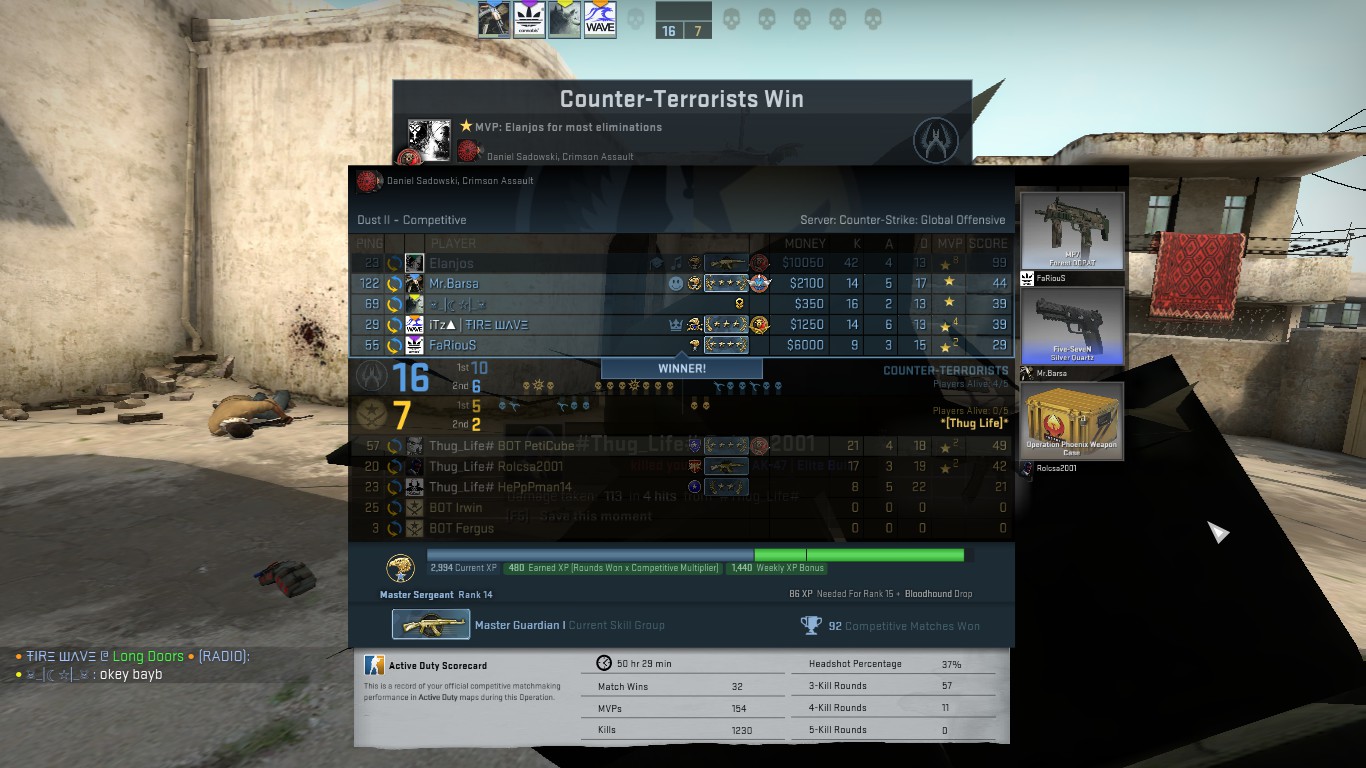 WAVE
16 7
Counter-Terrorists Win
MVP: Elanjos for most eliminations
Daniel Sadowski, Crimson Assault
Daniel Sadowski, Crimson Assault
Dust II - Competitive Server: Counter-Strike: Global Offensive
PING PLAYER MONEY K A D MVP SCORE
23 Elanjos $10050 42 4 13 8 99
122 Mr.Barsa $2100 14 5 17 44
69 $350 16 2 13 39
29 WAVE iTz▲ | ŦIRΞ ШΛVΞ $1250 14 6 13 4 39
55 FaRiouS $6000 9 3 15 2 29
WINNER!
16 1st 10 COUNTER-TERRORISTS
2nd 6 Players Alive: 4/5
7 1st 5 Players Alive: 0/5
2nd 2 *[Thug Life]*
57 Thug_Life# BOT PetiCube 21 4 18 2 49
20 Thug_Life# Rolcsa2001 17 3 19 2 42
23 Thug_Life# HePpPman14 8 5 22 21
Damage taken: 113 in 4 hits
25 BOT Irwin 0 0 0 0
3 BOT Fergus 0 0 0 0
MP7
Forest DDPAT
FaRiouS
Five-SeveN
Silver Quartz
Mr.Barsa
Operation Phoenix Weapon
Case
Rolcsa2001
2,994 Current XP 480 Earned XP (Rounds Won x Competitive Multiplier) 1,440 Weekly XP Bonus
Master Sergeant Rank 14 86 XP Needed For Rank 15 + Bloodhound Drop
Master Guardian I Current Skill Group 92 Competitive Matches Won
• ŦIRΞ ШΛVΞ @ Long Doors • (RADIO):
: okey bayb
Active Duty Scorecard
This is a record of your official competitive matchmaking
performance in Active Duty maps during this Operation.
50 hr 29 min Headshot Percentage 37%
Match Wins 32 3-Kill Rounds 57
MVPs 154 4-Kill Rounds 11
Kills 1230 5-Kill Rounds 0